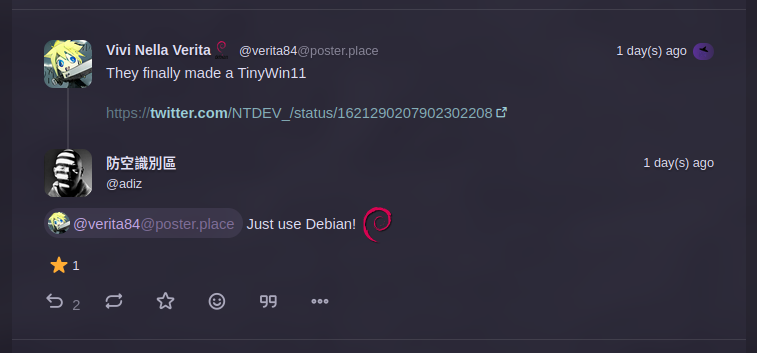 Vivi Nella Verita @verita84@poster.place 1 day(s) ago
They finally made a TinyWin11
https://twitter.com/NTDEV_/status/1621290207902302208
防空識別區 1 day(s) ago
@adiz
@verita84@poster.place Just use Debian!
1
2